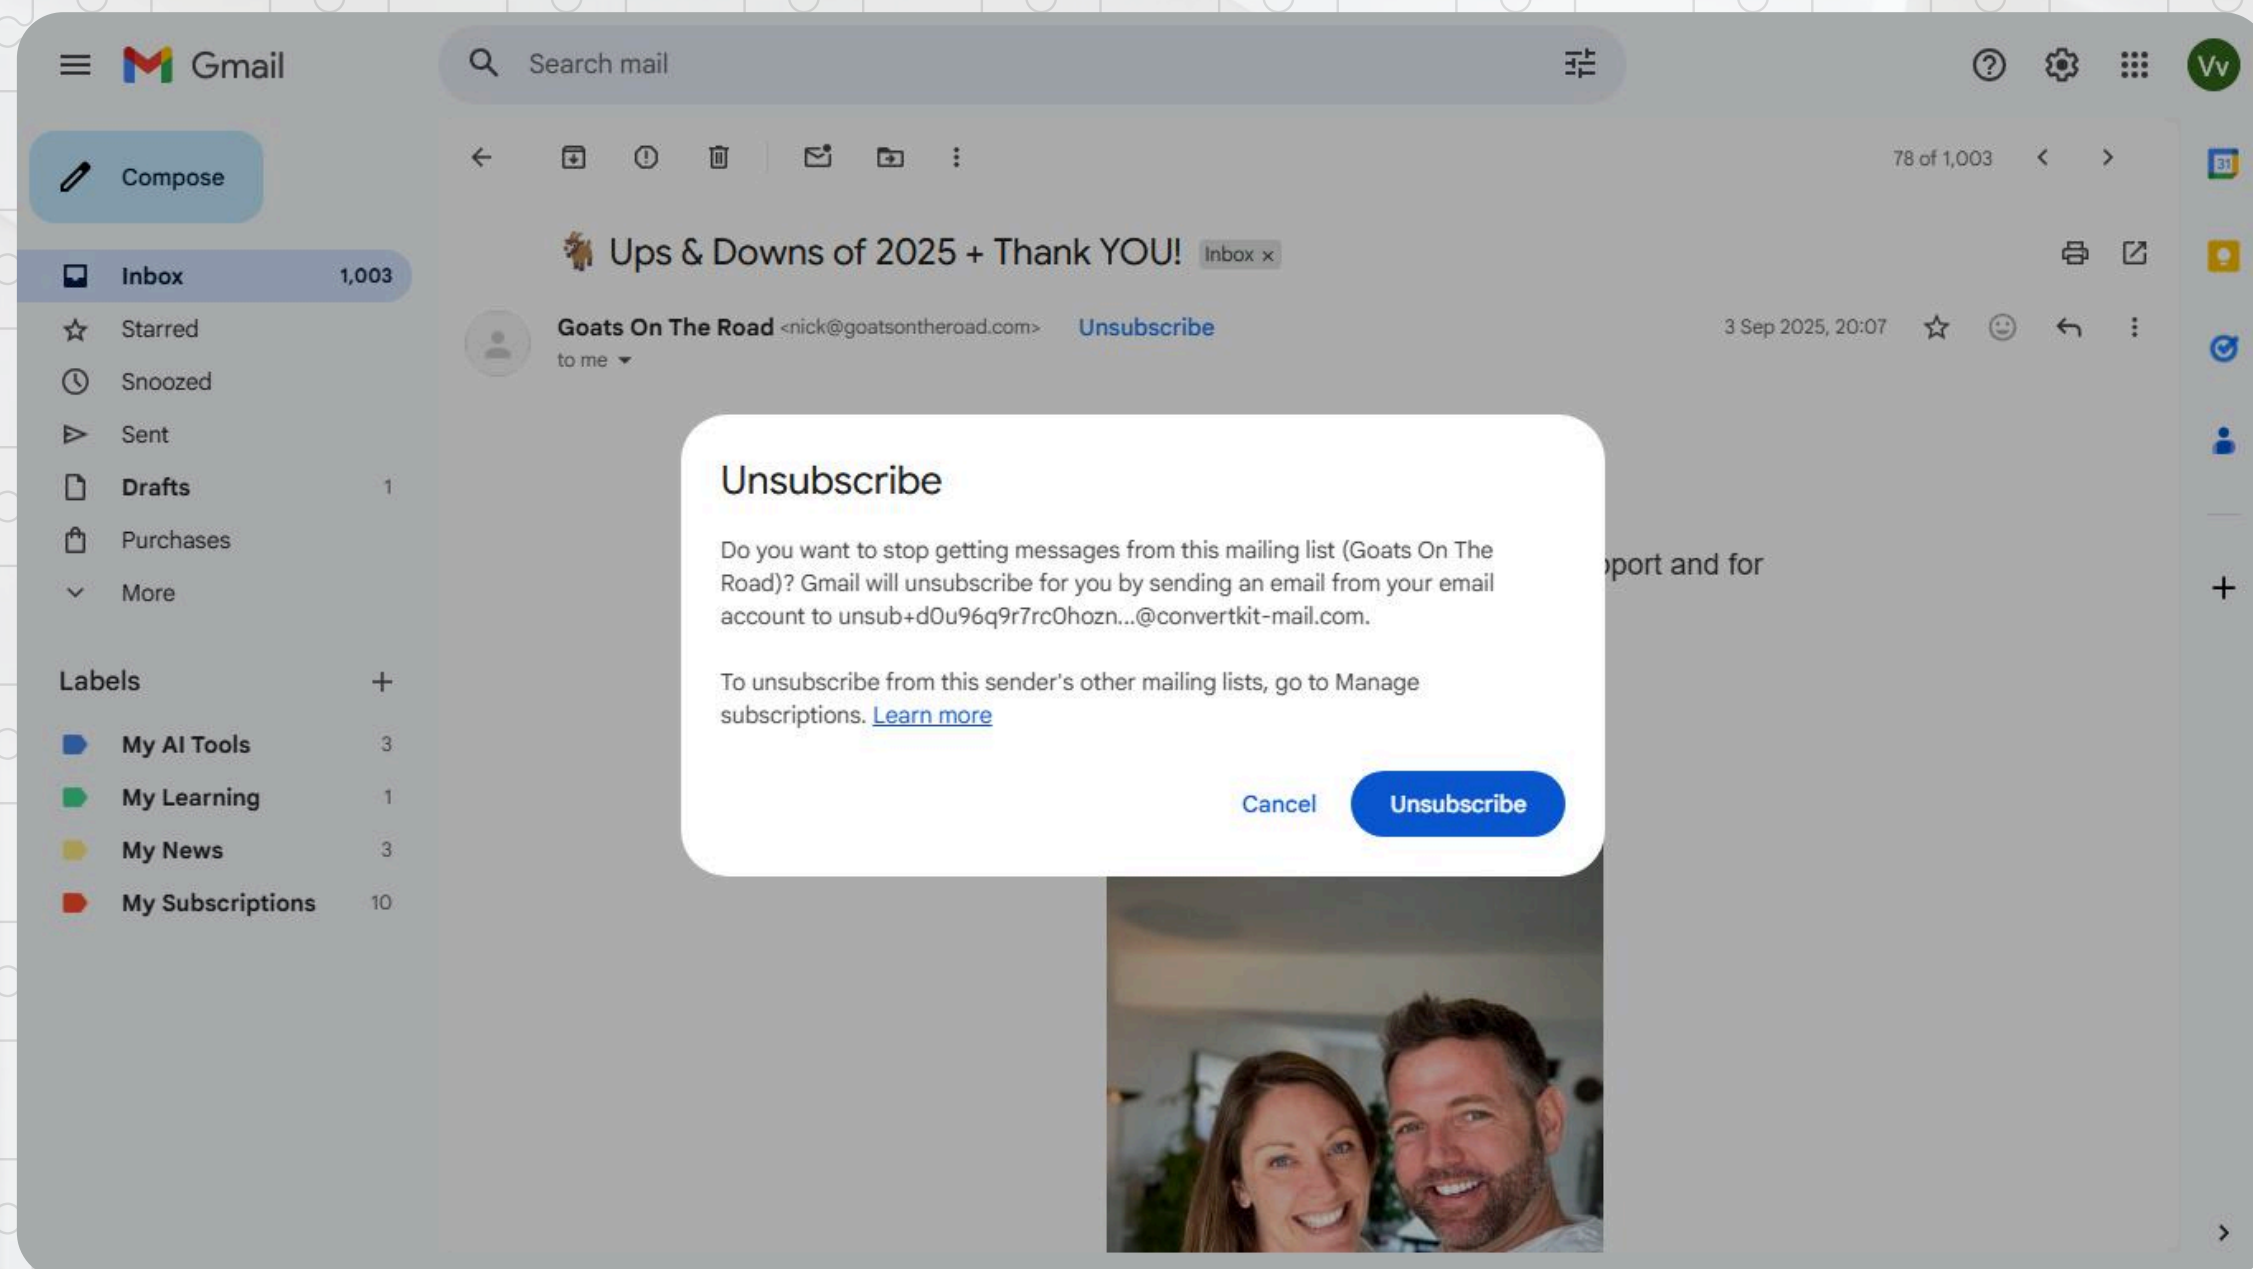 Gmail
Search mail
Vv
Compose
78 of 1,003
31
Ups & Downs of 2025 + Thank YOU! Inbox ×
Inbox 1,003
Goats On The Road <nick@goatsontheroad.com> Unsubscribe
3 Sep 2025, 20:07
to me
Starred
Snoozed
Sent
Drafts 1
Purchases
More
Labels +
My AI Tools 3
My Learning 1
My News 3
My Subscriptions 10
Unsubscribe
Do you want to stop getting messages from this mailing list (Goats On The
Road)? Gmail will unsubscribe for you by sending an email from your email
account to unsub+d0u96q9r7rc0hozn...@convertkit-mail.com.
To unsubscribe from this sender's other mailing lists, go to Manage
subscriptions. Learn more
Cancel Unsubscribe
and for